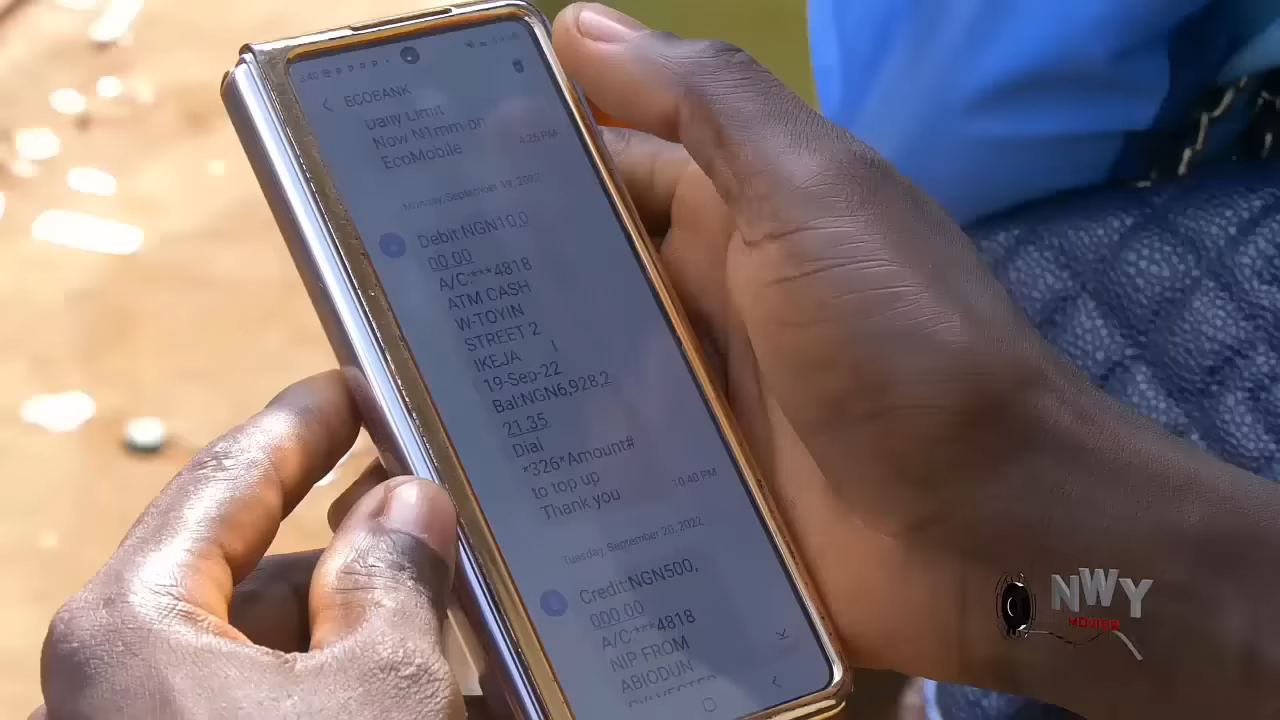 3:40
ECOBANK
Daily Limit
Now N1mm on
EcoMobile
4:25 PM
Monday, September 19, 2022
Debit:NGN10,0
00.00
A/C:***4818
ATM CASH
W-TOYIN
STREET 2
IKEJA
19-Sep-22
Bal:NGN6,928,2
21.35
Dial
*326*Amount#
to top up
Thank you
10:40 PM
Tuesday, September 20, 2022
Credit:NGN500,
000.00
A/C:***4818
NIP FROM
ABIODUN
NWY
MOVIES